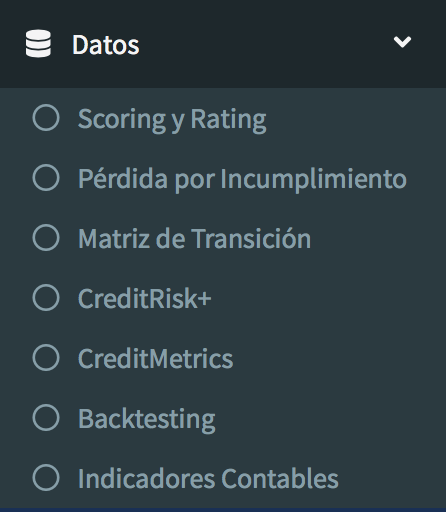 Datos
Scoring y Rating
Pérdida por Incumplimiento
Matriz de Transición
CreditRisk+
CreditMetrics
Backtesting
Indicadores Contables